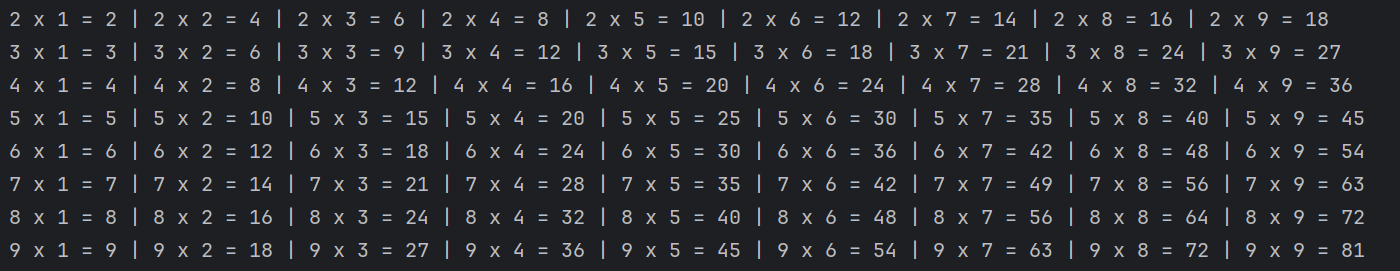 2 x 1 = 2 | 2 x 2 = 4 | 2 x 3 = 6 | 2 x 4 = 8 | 2 x 5 = 10 | 2 x 6 = 12 | 2 x 7 = 14 | 2 x 8 = 16 | 2 x 9 = 18
3 x 1 = 3 | 3 x 2 = 6 | 3 x 3 = 9 | 3 x 4 = 12 | 3 x 5 = 15 | 3 x 6 = 18 | 3 x 7 = 21 | 3 x 8 = 24 | 3 x 9 = 27
4 x 1 = 4 | 4 x 2 = 8 | 4 x 3 = 12 | 4 x 4 = 16 | 4 x 5 = 20 | 4 x 6 = 24 | 4 x 7 = 28 | 4 x 8 = 32 | 4 x 9 = 36
5 x 1 = 5 | 5 x 2 = 10 | 5 x 3 = 15 | 5 x 4 = 20 | 5 x 5 = 25 | 5 x 6 = 30 | 5 x 7 = 35 | 5 x 8 = 40 | 5 x 9 = 45
6 x 1 = 6 | 6 x 2 = 12 | 6 x 3 = 18 | 6 x 4 = 24 | 6 x 5 = 30 | 6 x 6 = 36 | 6 x 7 = 42 | 6 x 8 = 48 | 6 x 9 = 54
7 x 1 = 7 | 7 x 2 = 14 | 7 x 3 = 21 | 7 x 4 = 28 | 7 x 5 = 35 | 7 x 6 = 42 | 7 x 7 = 49 | 7 x 8 = 56 | 7 x 9 = 63
8 x 1 = 8 | 8 x 2 = 16 | 8 x 3 = 24 | 8 x 4 = 32 | 8 x 5 = 40 | 8 x 6 = 48 | 8 x 7 = 56 | 8 x 8 = 64 | 8 x 9 = 72
9 x 1 = 9 | 9 x 2 = 18 | 9 x 3 = 27 | 9 x 4 = 36 | 9 x 5 = 45 | 9 x 6 = 54 | 9 x 7 = 63 | 9 x 8 = 72 | 9 x 9 = 81